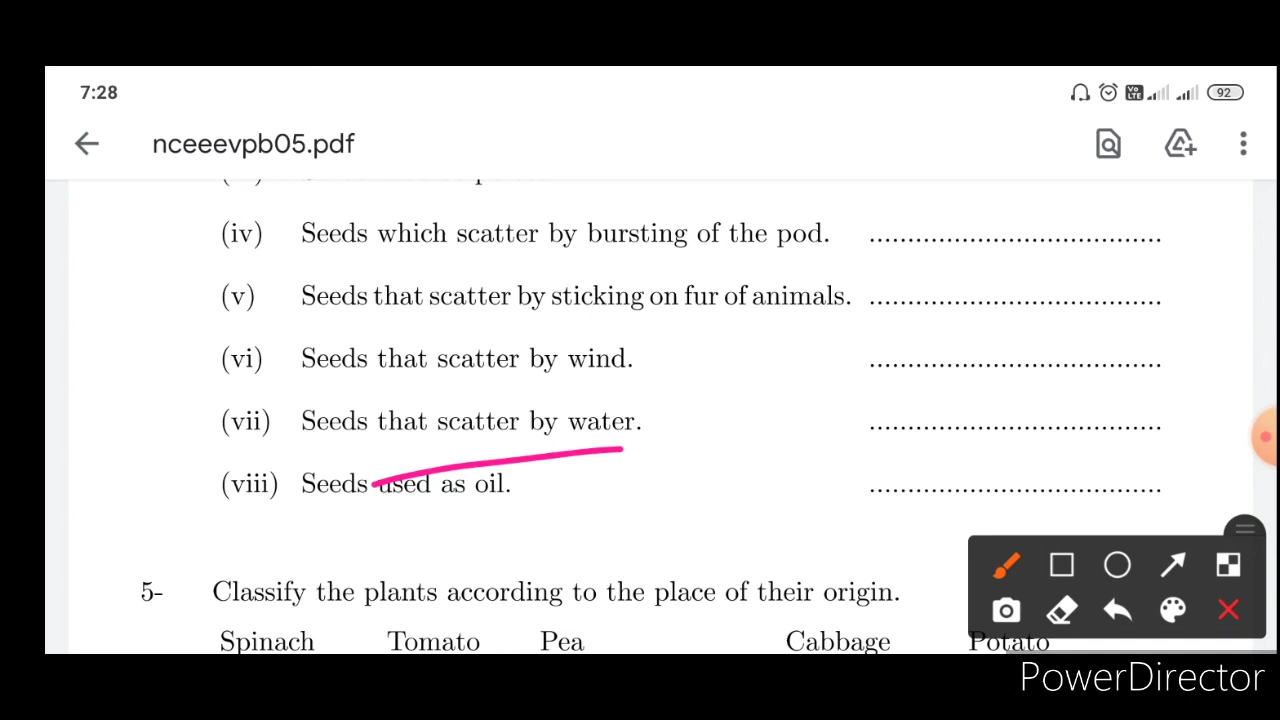 7:28
Vo LTE
92
nceeevpb05.pdf
(iv) Seeds which scatter by bursting of the pod. ......................................
(v) Seeds that scatter by sticking on fur of animals. ......................................
(vi) Seeds that scatter by wind. ......................................
(vii) Seeds that scatter by water. ......................................
(viii) Seeds used as oil. ......................................
5- Classify the plants according to the place of their origin.
Spinach Tomato Pea Cabbage Potato
PowerDirector